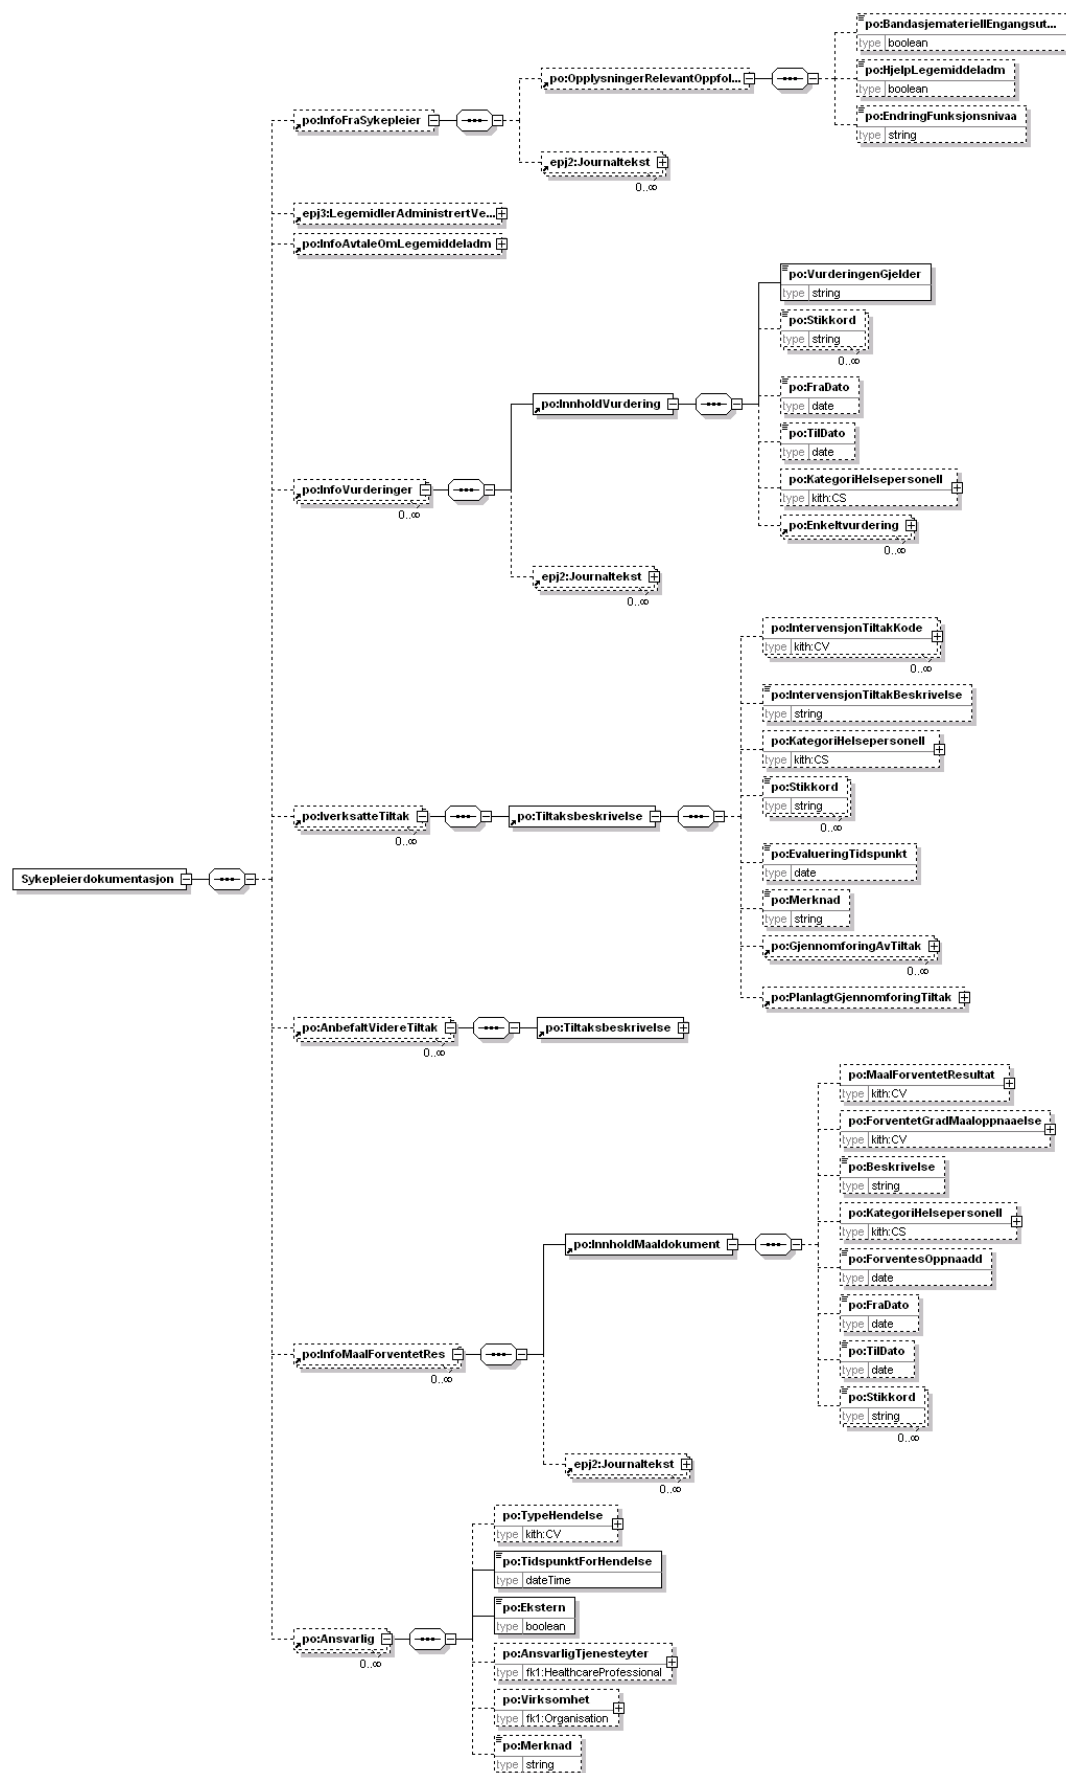 po:BandasjemateriellEngangsut...
type boolean
po:OpplysningerRelevantOppfol...
po:HjelpLegemiddeladm
type boolean
po:InfoFraSykepleier
po:EndringFunksjonsnivaa
type string
epj2:Journaltekst
0..∞
epj3:LegemidlerAdministrertVe...
po:InfoAvtaleOmLegemiddeladm
po:VurderingenGjelder
type string
po:Stikkord
type string
0..∞
po:InnholdVurdering
po:FraDato
type date
po:TilDato
type date
po:InfoVurderinger
0..∞
po:KategoriHelsepersonell
type kith:CS
po:Enkeltvurdering
0..∞
epj2:Journaltekst
0..∞
po:IntervensjonTiltakKode
type kith:CV
0..∞
po:IntervensjonTiltakBeskrivelse
type string
po:KategoriHelsepersonell
type kith:CS
po:Stikkord
type string
0..∞
po:IverksatteTiltak
0..∞
po:Tiltaksbeskrivelse
po:EvalueringTidspunkt
type date
Sykepleierdokumentasjon
po:Merknad
type string
po:GjennomforingAvTiltak
0..∞
po:PlanlagtGjennomforingTiltak
po:AnbefaltVidereTiltak
0..∞
po:Tiltaksbeskrivelse
po:MaalForventetResultat
type kith:CV
po:ForventetGradMaaloppnaaelse
type kith:CV
po:Beskrivelse
type string
po:KategoriHelsepersonell
type kith:CS
po:InnholdMaaldokument
po:ForventesOppnaadd
type date
po:FraDato
type date
po:InfoMaalForventetRes
0..∞
po:TilDato
type date
po:Stikkord
type string
0..∞
epj2:Journaltekst
0..∞
po:TypeHendelse
type kith:CV
po:TidspunktForHendelse
type dateTime
po:Ekstern
type boolean
po:Ansvarlig
0..∞
po:AnsvarligTjenesteyter
type fk1:HealthcareProfessional
po:Virksomhet
type fk1:Organisation
po:Merknad
type string